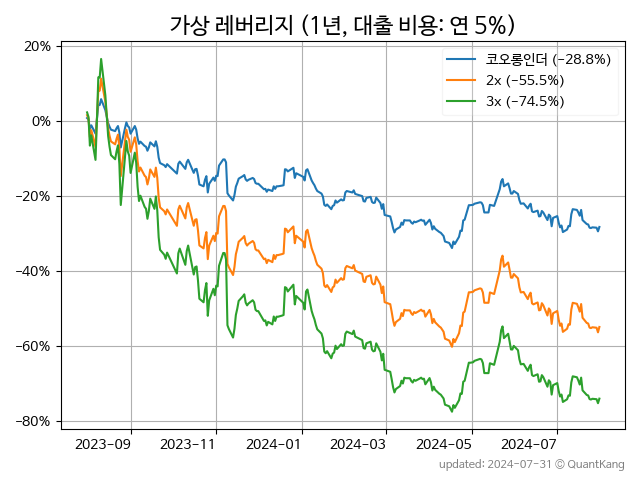 가상 레버리지 (1년, 대출 비용: 연 5%)
코오롱인더 (−28.8%)
2x (−55.5%)
3x (−74.5%)
20%
0%
−20%
−40%
−60%
−80%
2023-09
2023-11
2024-01
2024-03
2024-05
2024-07
updated: 2024-07-31 © QuantKang